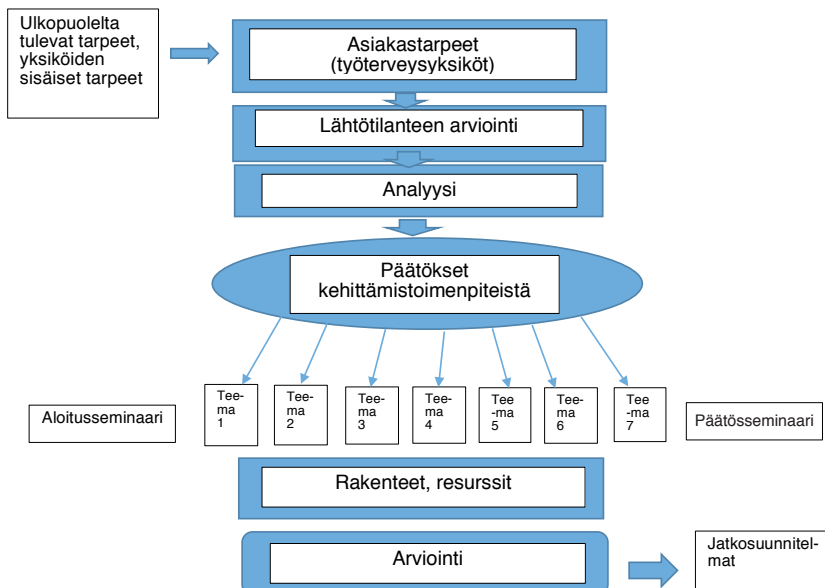 Ulkopuolelta
tulevat tarpeet,
yksiköiden
sisäiset tarpeet
Asiakastarpeet
(työterveysyksiköt)
Lähtötilanteen arviointi
Analyysi
Päätökset
kehittämistoimenpiteistä
Aloitusseminaari
Tee-
ma
1
Tee-
ma
2
Tee-
ma
3
Tee-
ma
4
Tee
-ma
5
Tee-
ma
6
Tee
-ma
7
Päätösseminaari
Rakenteet, resurssit
Arviointi
Jatkosuunnitel-
mat